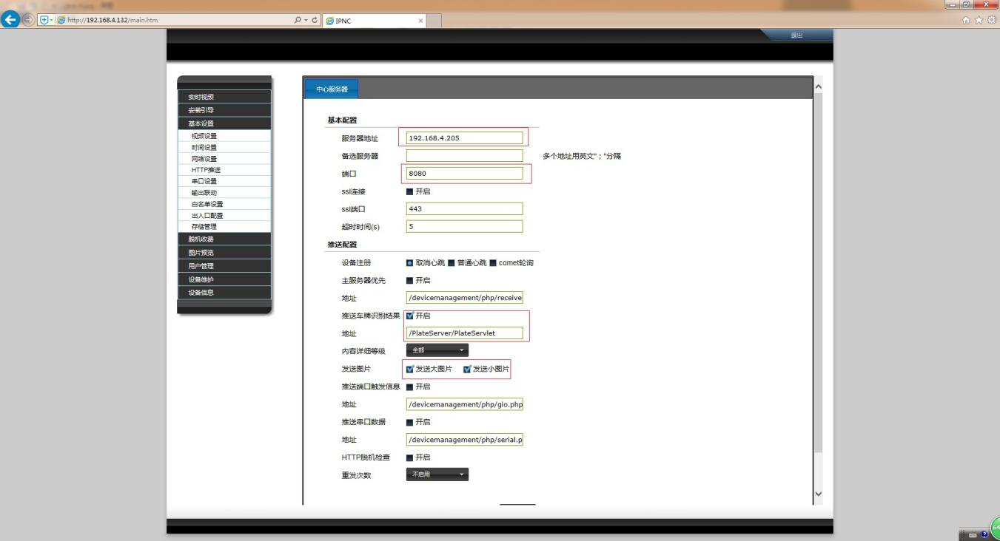 http://192.168.4.132/main.htm
IPNC
退出
实时视频
安装引导
基本设置
视频设置
时间设置
网络设置
HTTP推送
串口设置
输出联动
白名单设置
出入口配置
存储管理
脱机收费
图片预览
用户管理
设备维护
设备信息
中心服务器
基本配置
服务器地址 192.168.4.205
备选服务器 多个地址用英文"；"分隔
端口 8080
ssl连接 开启
ssl端口 443
超时时间(s) 5
推送配置
设备注册 取消心跳 普通心跳 comet轮询
主服务器优先 开启
地址 /devicemanagement/php/receive
推送车牌识别结果 开启
地址 /PlateServer/PlateServlet
内容详细等级 全部
发送图片 发送大图片 发送小图片
推送端口触发信息 开启
地址 /devicemanagement/php/gio.php
推送串口数据 开启
地址 /devicemanagement/php/serial.p
HTTP脱机检查 开启
重发次数 不启用